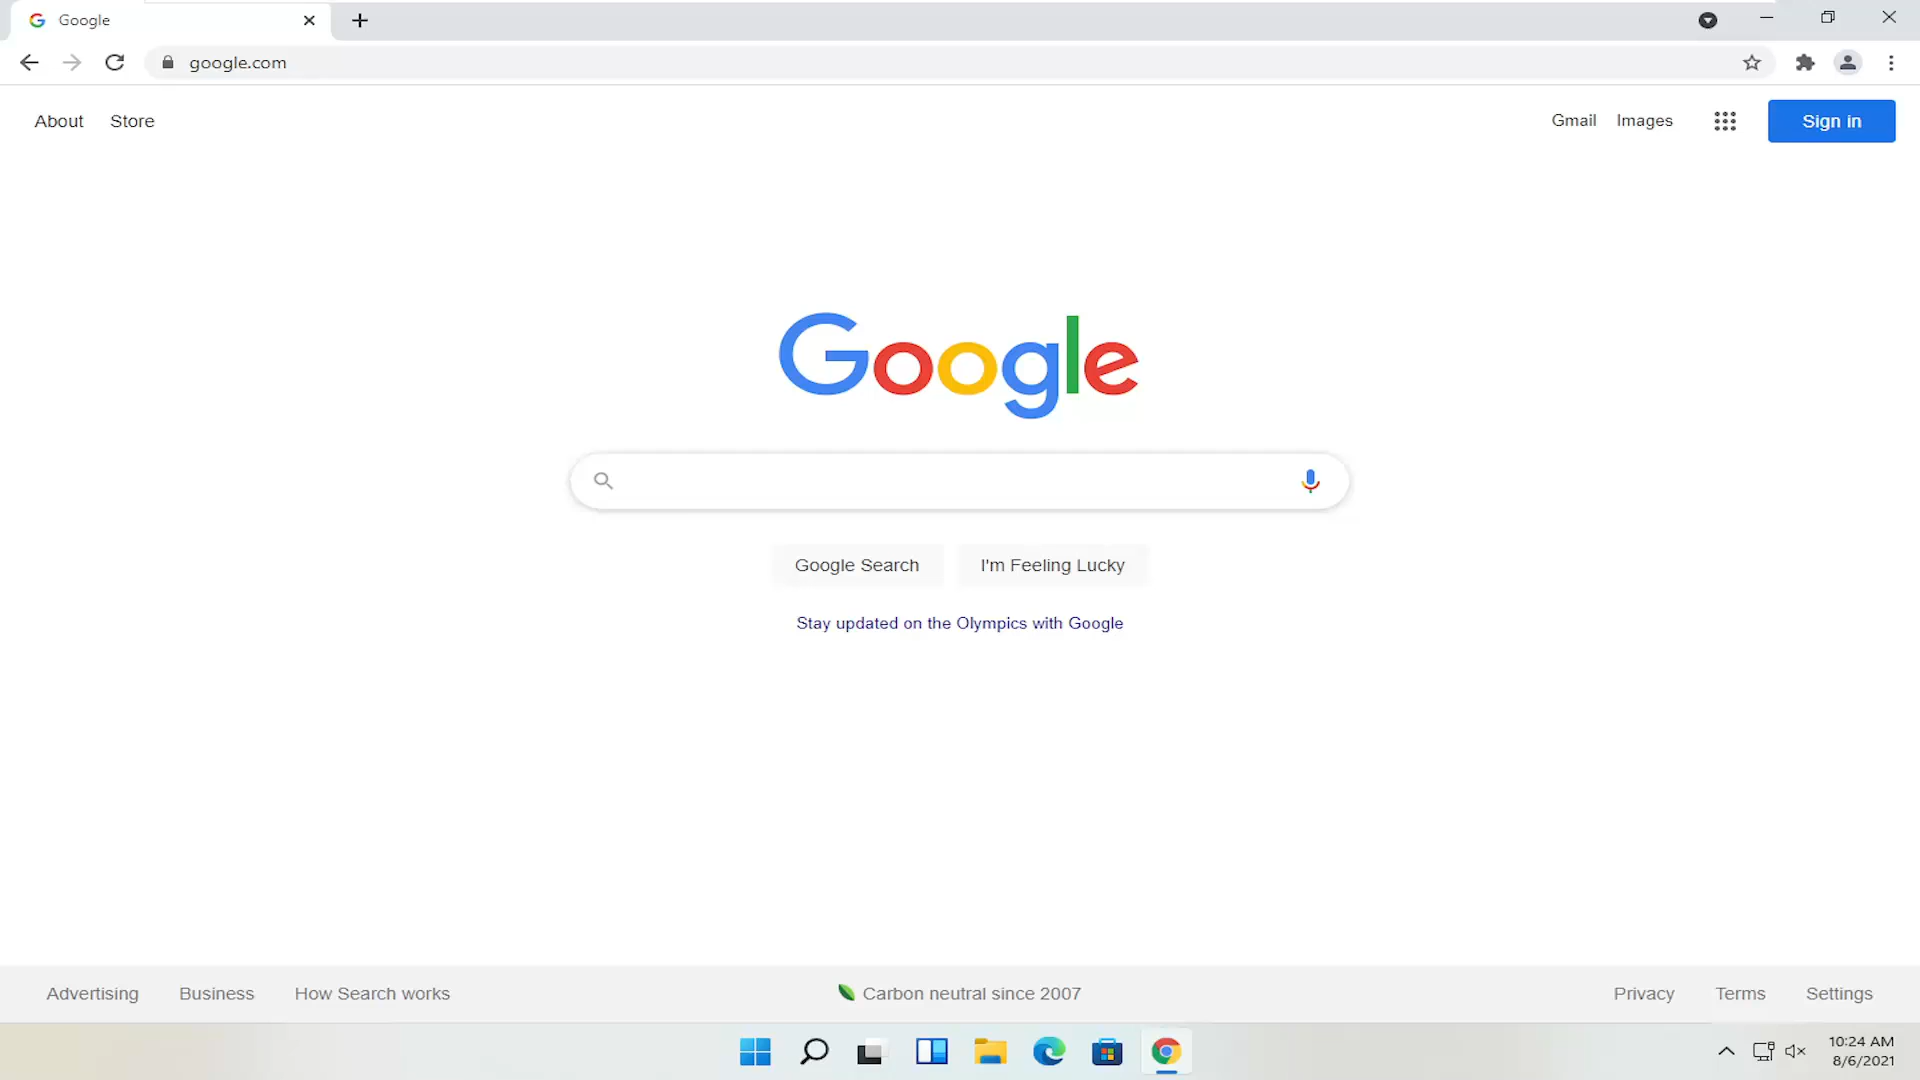 Google
google.com
About Store Gmail Images Sign in
Google
Google Search I'm Feeling Lucky
Stay updated on the Olympics with Google
Advertising Business How Search works Carbon neutral since 2007 Privacy Terms Settings
10:24 AM
8/6/2021